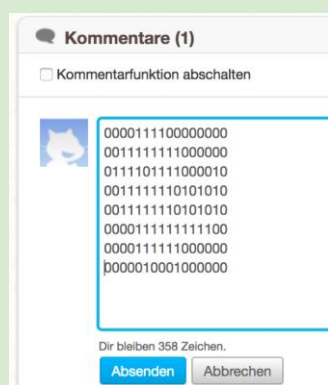 Kommentare (1)
Kommentarfunktion abschalten
0000111100000000
0011111111000000
0111101111000010
0011111110101010
0011111110101010
0000111111111100
0000111111000000
0000010001000000
Dir bleiben 358 Zeichen.
Absenden Abbrechen